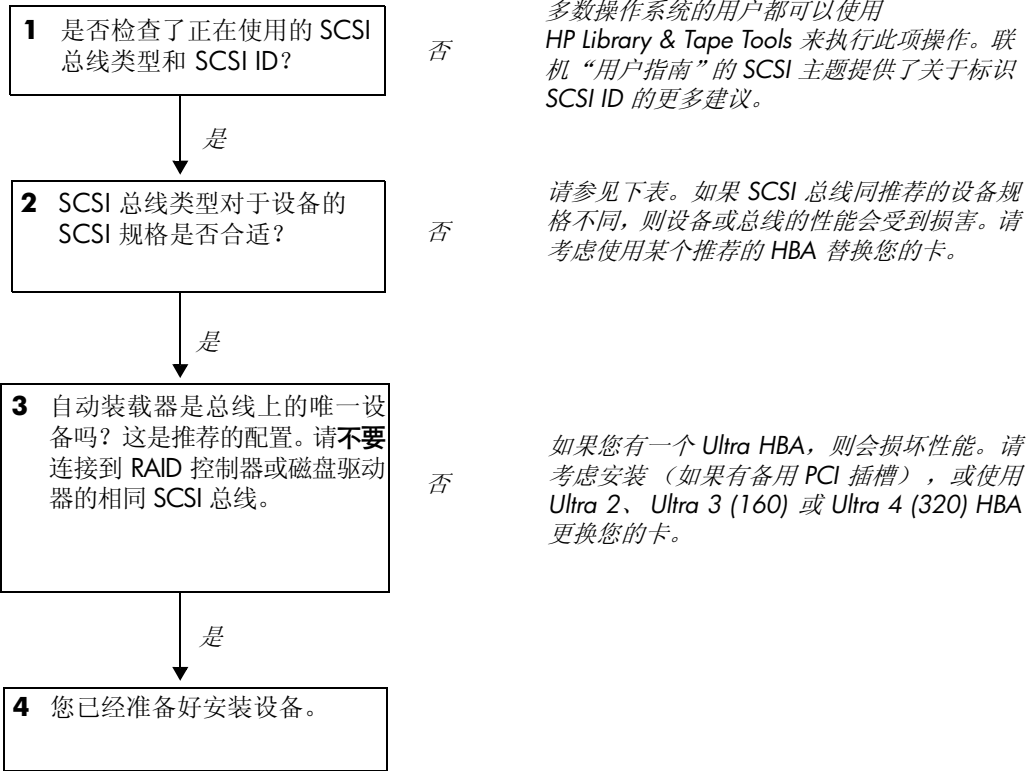 多数操作系统的用户都可以使用
1 是否检查了正在使用的 SCSI
总线类型和 SCSI ID？
否
HP Library & Tape Tools 来执行此项操作。联
机“用户指南”的 SCSI 主题提供了关于标识
SCSI ID 的更多建议。
是
2 SCSI 总线类型对于设备的
SCSI 规格是否合适？
否
请参见下表。如果 SCSI 总线同推荐的设备规
格不同，则设备或总线的性能会受到损害。请
考虑使用某个推荐的 HBA 替换您的卡。
是
3 自动装载器是总线上的唯一设
备吗？这是推荐的配置。请不要
连接到 RAID 控制器或磁盘驱动
器的相同 SCSI 总线。
否
如果您有一个 Ultra HBA，则会损坏性能。请
考虑安装 （如果有备用 PCI 插槽），或使用
Ultra 2、 Ultra 3 (160) 或 Ultra 4 (320) HBA
更换您的卡。
是
4 您已经准备好安装设备。